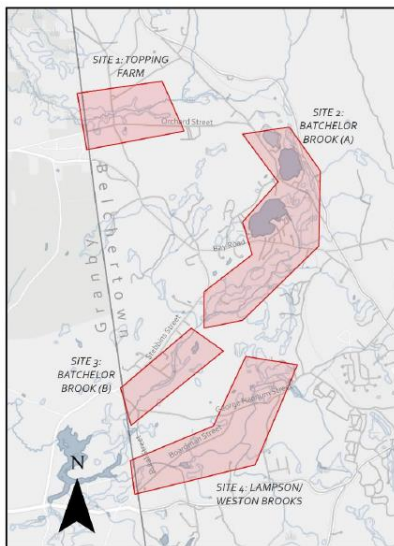 SITE 1: TOPPING
FARM
Orchard Street
SITE 2:
BATCHELOR
BROOK (A)
Belchertown
Granby
Bay Road
Stebbins Street
SITE 3:
BATCHELOR
BROOK (B)
George Hannum Street
Boardman Street
N
SITE 4: LAMPSON/
WESTON BROOKS